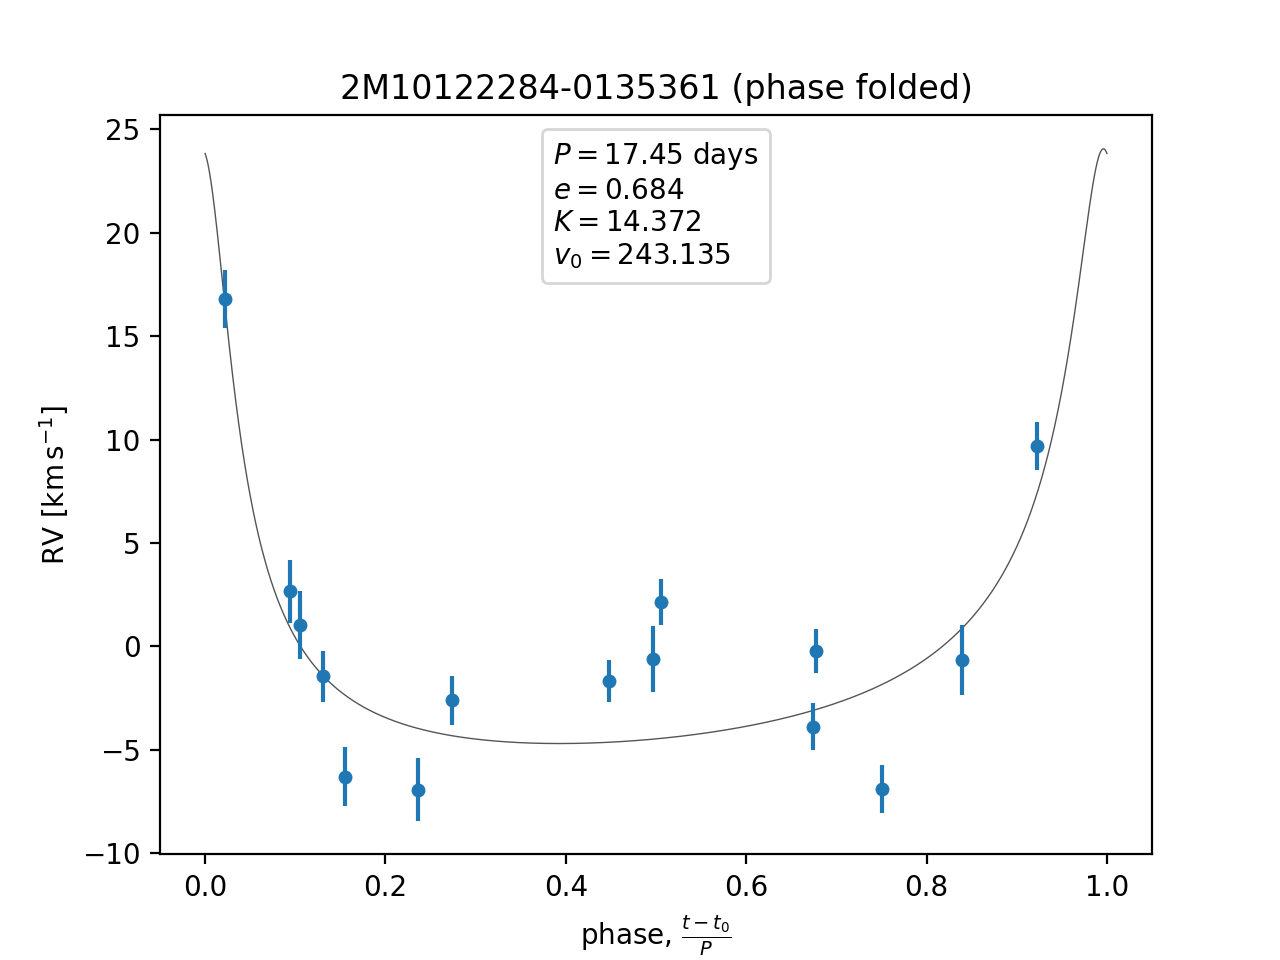 2M10122284-0135361 (phase folded)
P = 17.45 days
e = 0.684
K = 14.372
v₀ = 243.135
25
20
15
10
5
0
−5
−10
RV [km s⁻¹]
0.0 0.2 0.4 0.6 0.8 1.0
phase, (t − t₀)/P